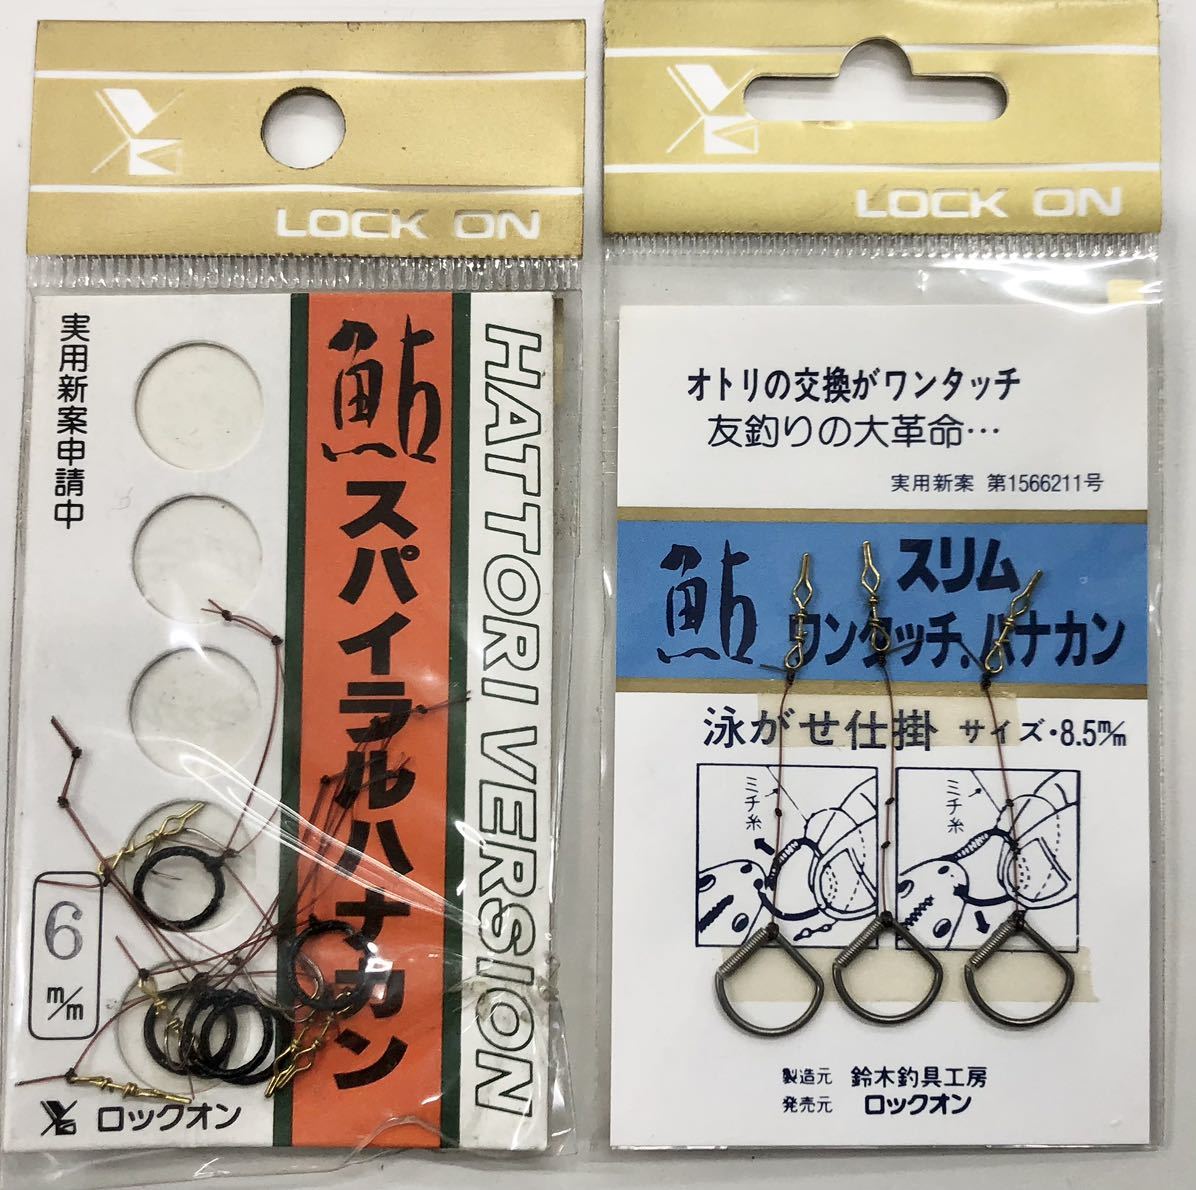 LOCK ON
実用新案申請中
鮎 スパイラルハナカン
HATTORI VERSION
6 m/m
ロックオン
LOCK ON
オトリの交換がワンタッチ
友釣りの大革命…
実用新案 第1566211号
鮎 スリム
ワンタッチ.ハナカン
泳がせ仕掛 サイズ・8.5m/m
ミチ糸
ミチ糸
製造元 鈴木釣具工房
発売元 ロックオン